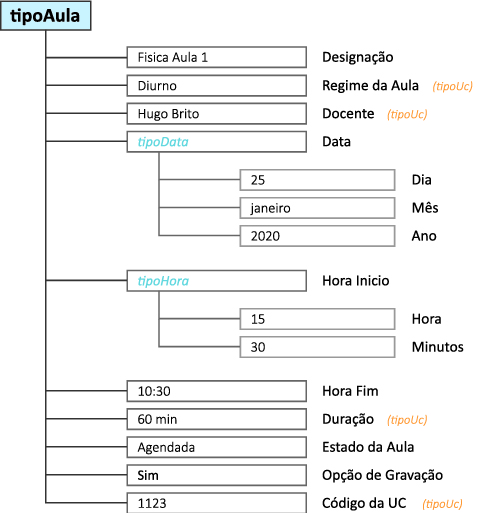 tipoAula
Fisica Aula 1 Designação
Diurno Regime da Aula (tipoUc)
Hugo Brito Docente (tipoUc)
tipoData Data
25 Dia
janeiro Mês
2020 Ano
tipoHora Hora Inicio
15 Hora
30 Minutos
10:30 Hora Fim
60 min Duração (tipoUc)
Agendada Estado da Aula
Sim Opção de Gravação
1123 Código da UC (tipoUc)